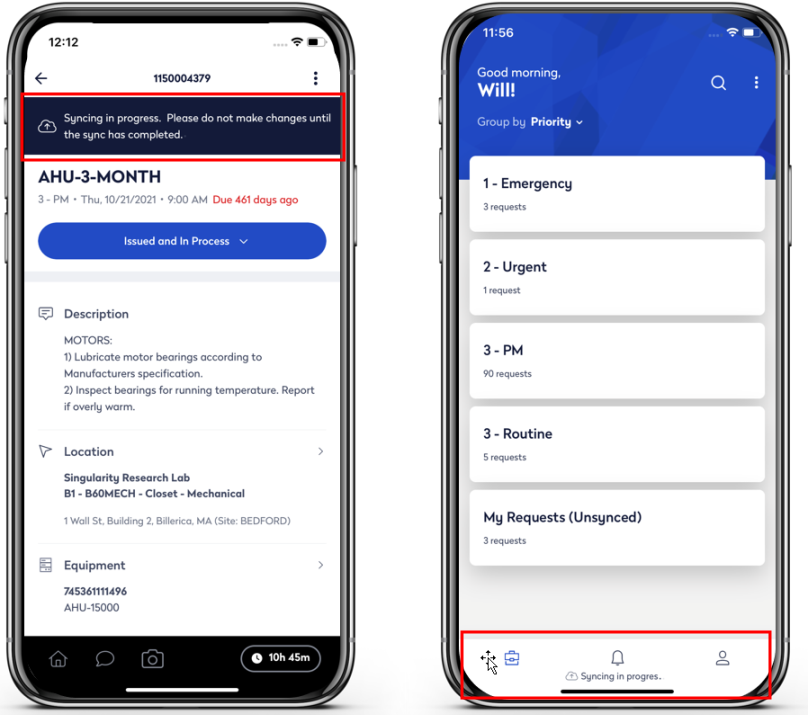 12:12
1150004379
Syncing in progress. Please do not make changes until
the sync has completed.
AHU-3-MONTH
3 - PM • Thu, 10/21/2021 • 9:00 AM Due 461 days ago
Issued and In Process
Description
MOTORS:
1) Lubricate motor bearings according to
Manufacturers specification.
2) Inspect bearings for running temperature. Report
if overly warm.
Location
Singularity Research Lab
B1 - B60MECH - Closet - Mechanical
1 Wall St, Building 2, Billerica, MA (Site: BEDFORD)
Equipment
745361111496
AHU-15000
10h 45m
11:56
Good morning,
Will!
Group by Priority
1 - Emergency
3 requests
2 - Urgent
1 request
3 - PM
90 requests
3 - Routine
5 requests
My Requests (Unsynced)
3 requests
Syncing in progres..